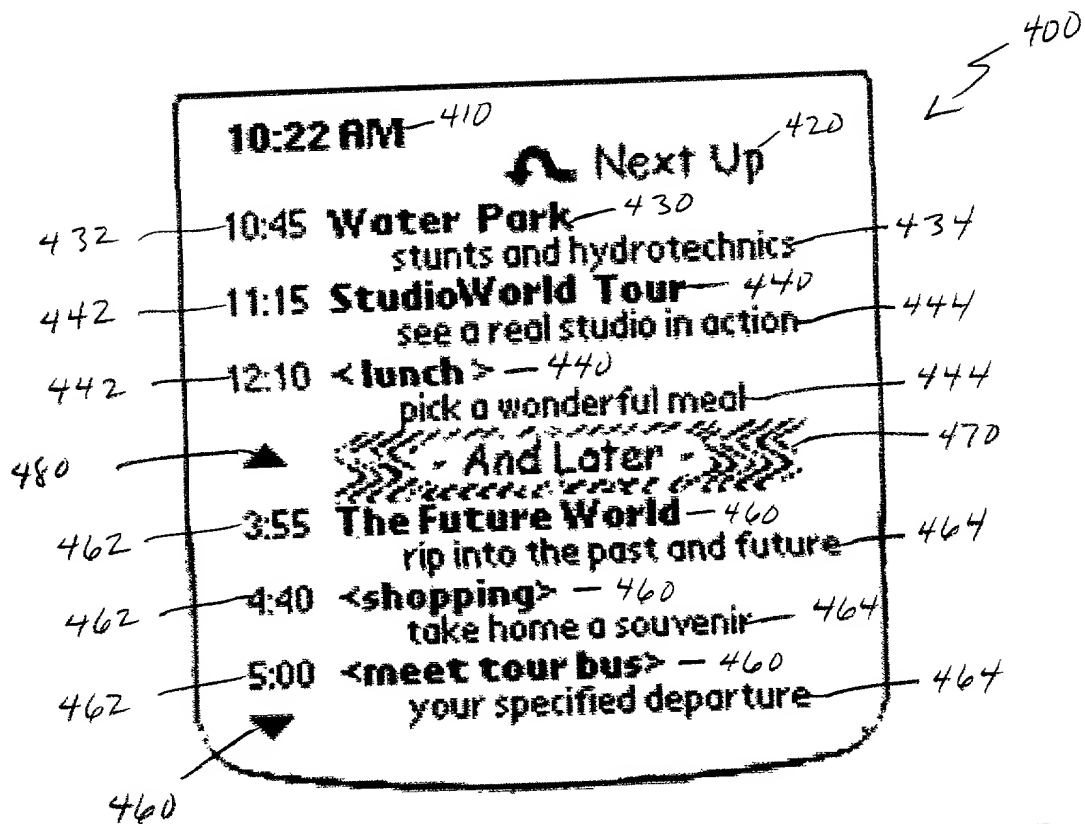 400
10:22 AM 410
Next Up 420
432 10:45 Water Park 430
stunts and hydrotechnics 434
442 11:15 StudioWorld Tour 440
see a real studio in action 444
442 12:10 <lunch> 440
pick a wonderful meal 444
480 - And Later - 470
462 3:55 The Future World 460
rip into the past and future 464
462 4:40 <shopping> 460
take home a souvenir 464
462 5:00 <meet tour bus> 460
your specified departure 464
460